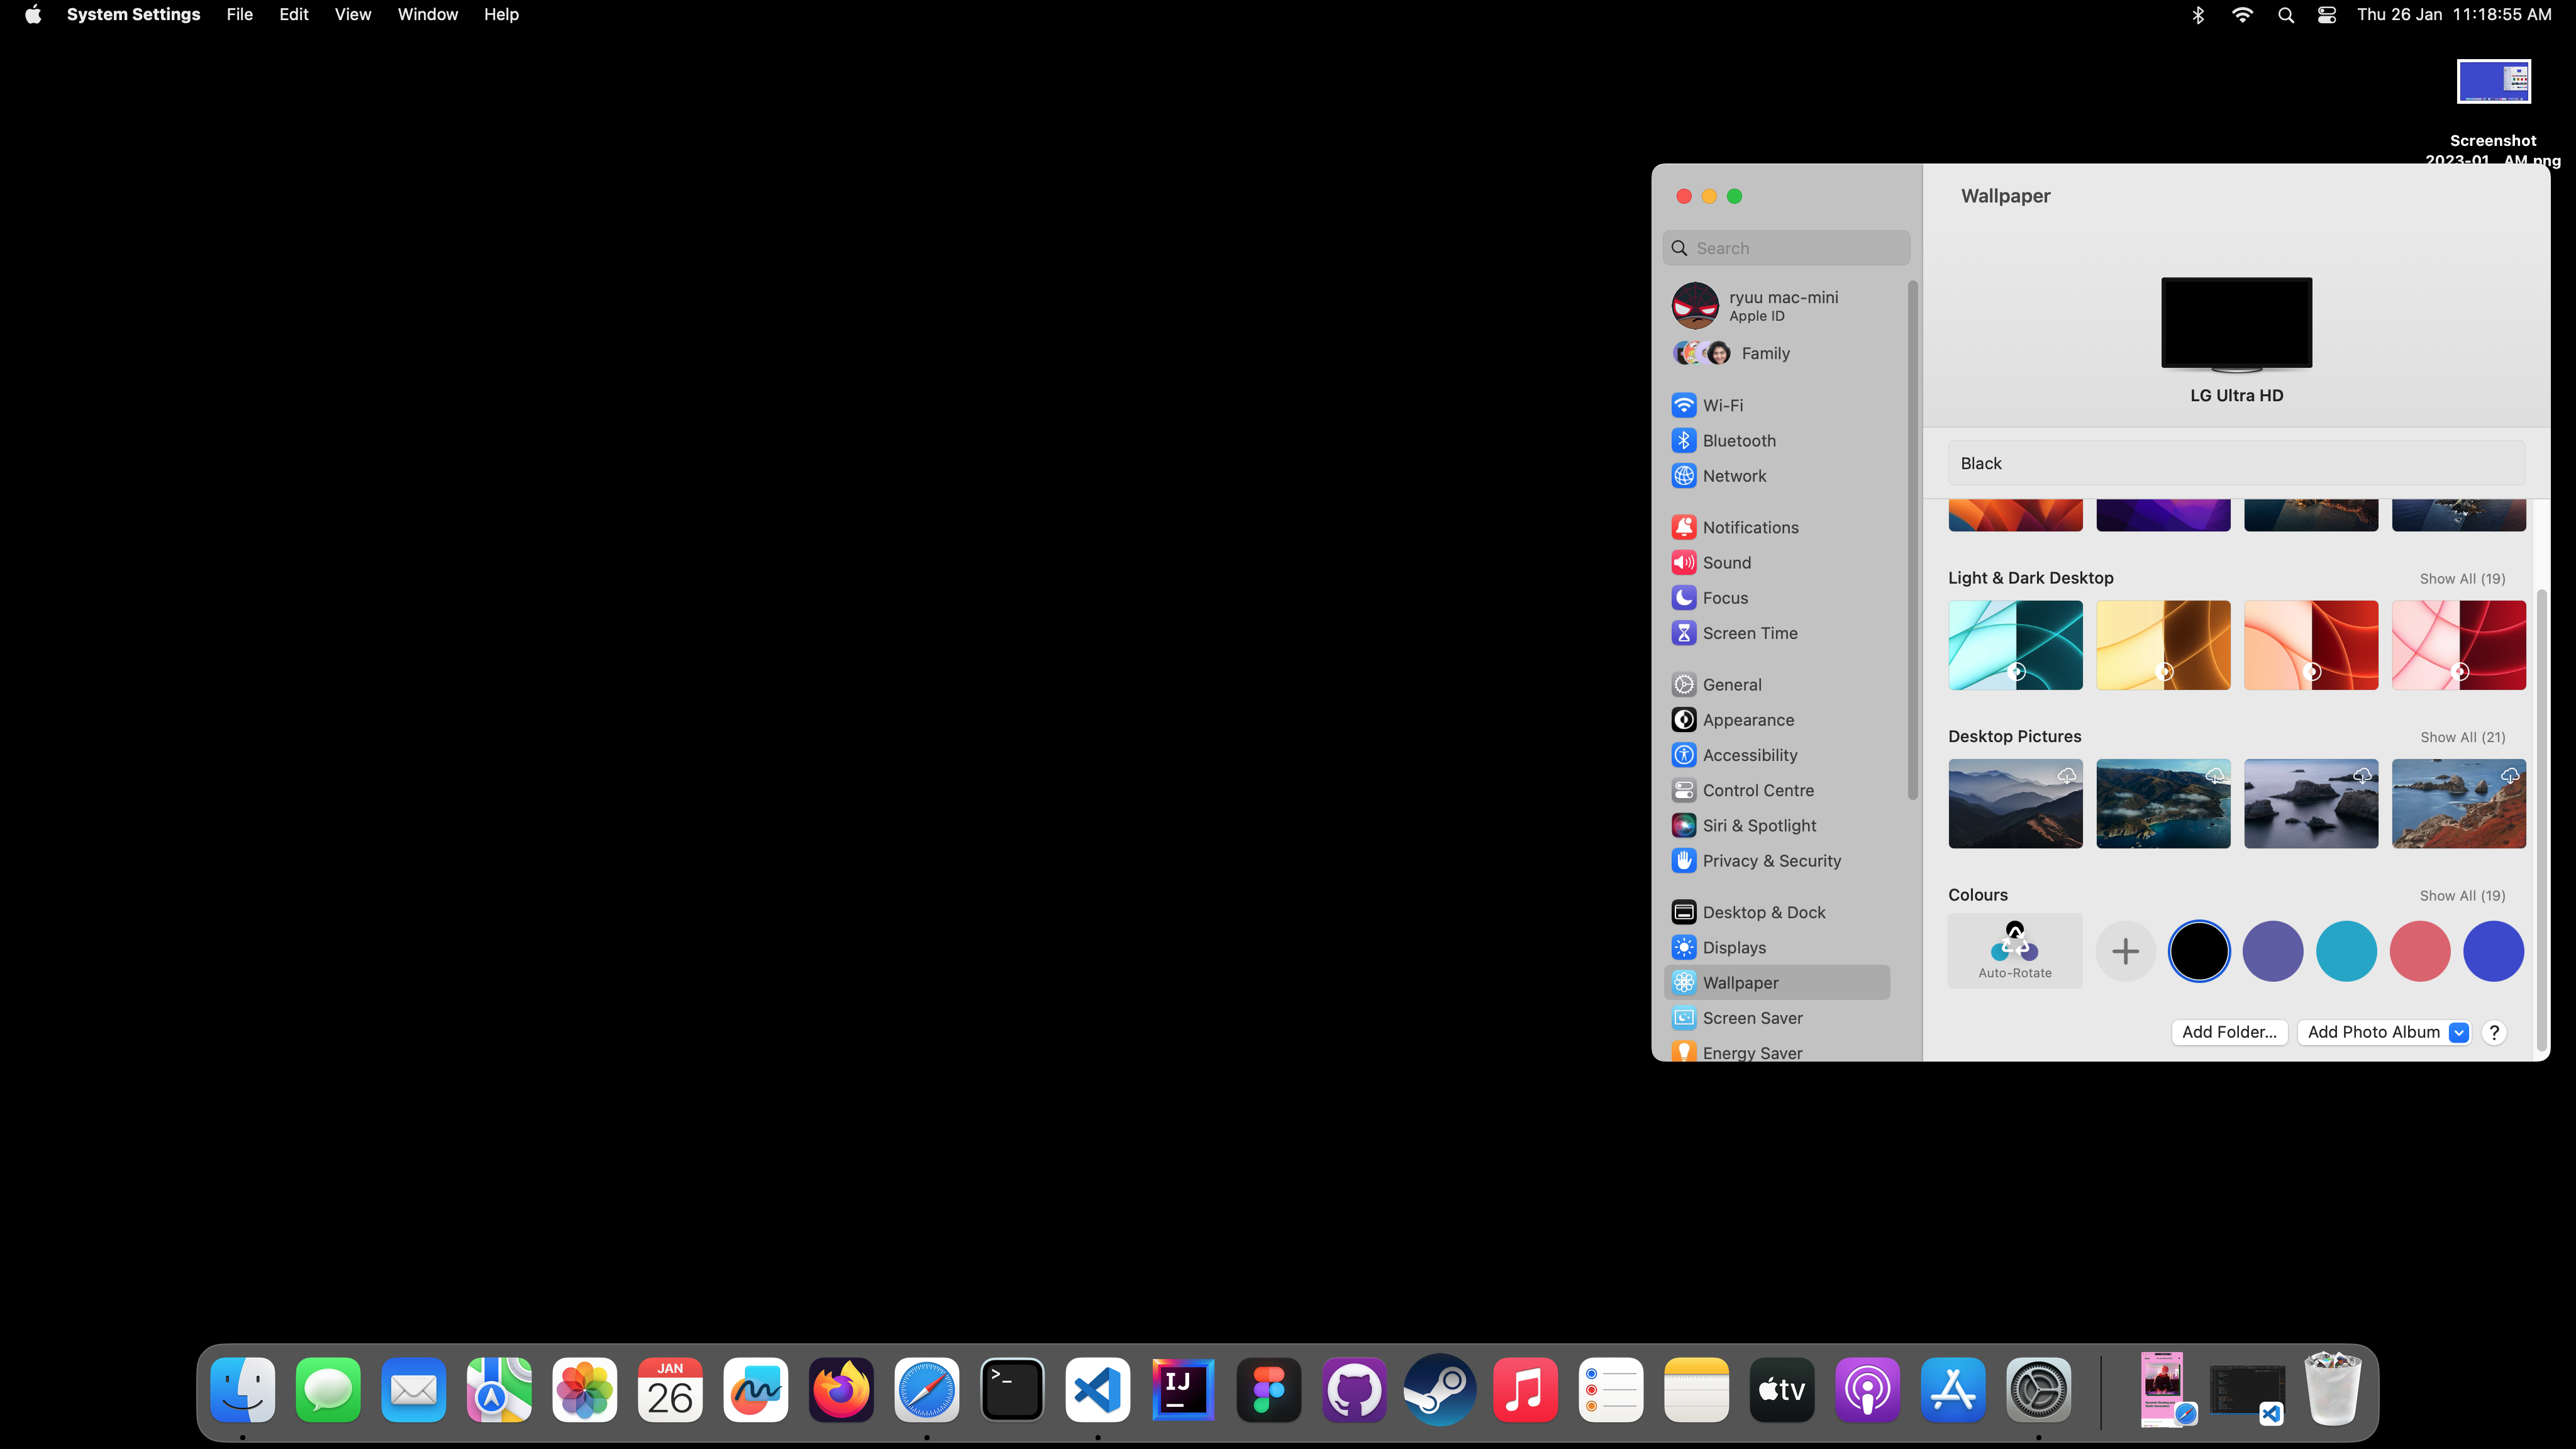 System Settings File Edit View Window Help
Thu 26 Jan 11:18:55 AM
Screenshot
2023-01...AM.png
Search
ryuu mac-mini
Apple ID
Family
Wi-Fi
Bluetooth
Network
Notifications
Sound
Focus
Screen Time
General
Appearance
Accessibility
Control Centre
Siri & Spotlight
Privacy & Security
Desktop & Dock
Displays
Wallpaper
Screen Saver
Energy Saver
Wallpaper
LG Ultra HD
Black
Light & Dark Desktop Show All (19)
Desktop Pictures Show All (21)
Colours Show All (19)
Auto-Rotate
Add Folder... Add Photo Album ?
JAN
26
>_
IJ
tv